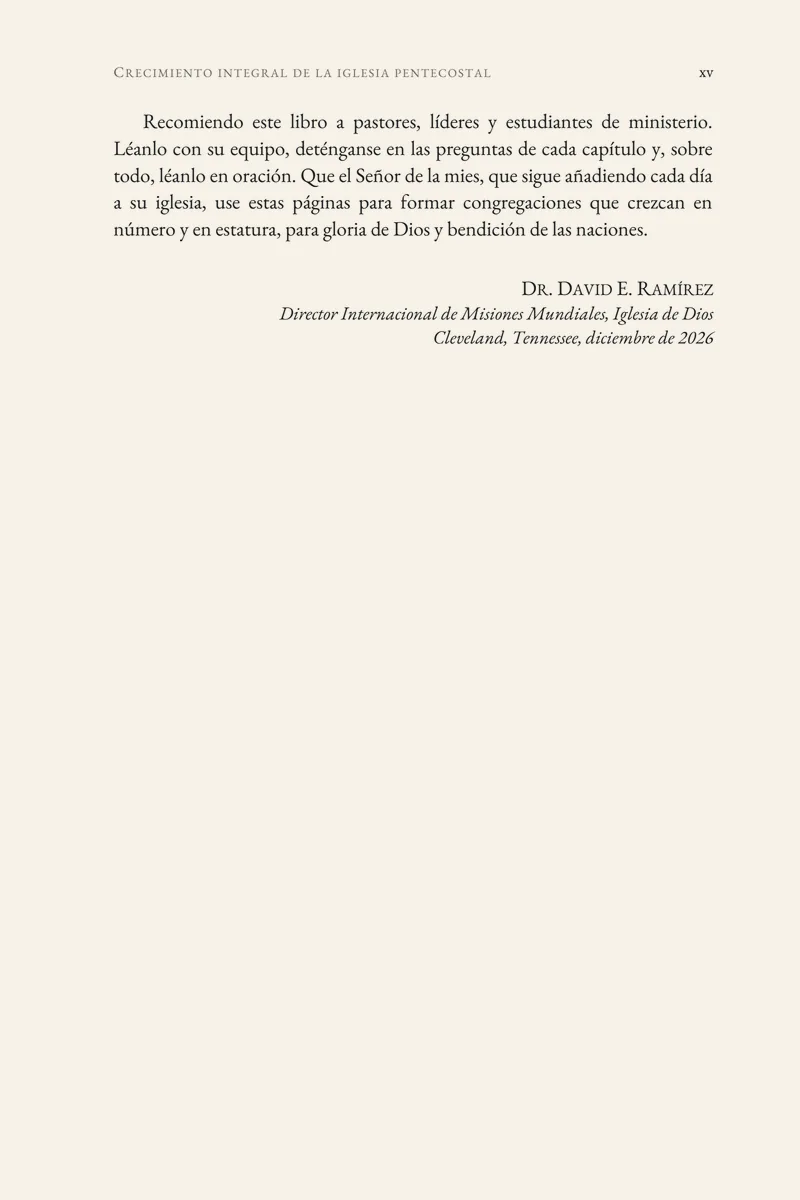 CRECIMIENTO INTEGRAL DE LA IGLESIA PENTECOSTAL xv
Recomiendo este libro a pastores, líderes y estudiantes de ministerio.
Léanlo con su equipo, deténganse en las preguntas de cada capítulo y, sobre
todo, léanlo en oración. Que el Señor de la mies, que sigue añadiendo cada día
a su iglesia, use estas páginas para formar congregaciones que crezcan en
número y en estatura, para gloria de Dios y bendición de las naciones.
DR. DAVID E. RAMÍREZ
Director Internacional de Misiones Mundiales, Iglesia de Dios
Cleveland, Tennessee, diciembre de 2026